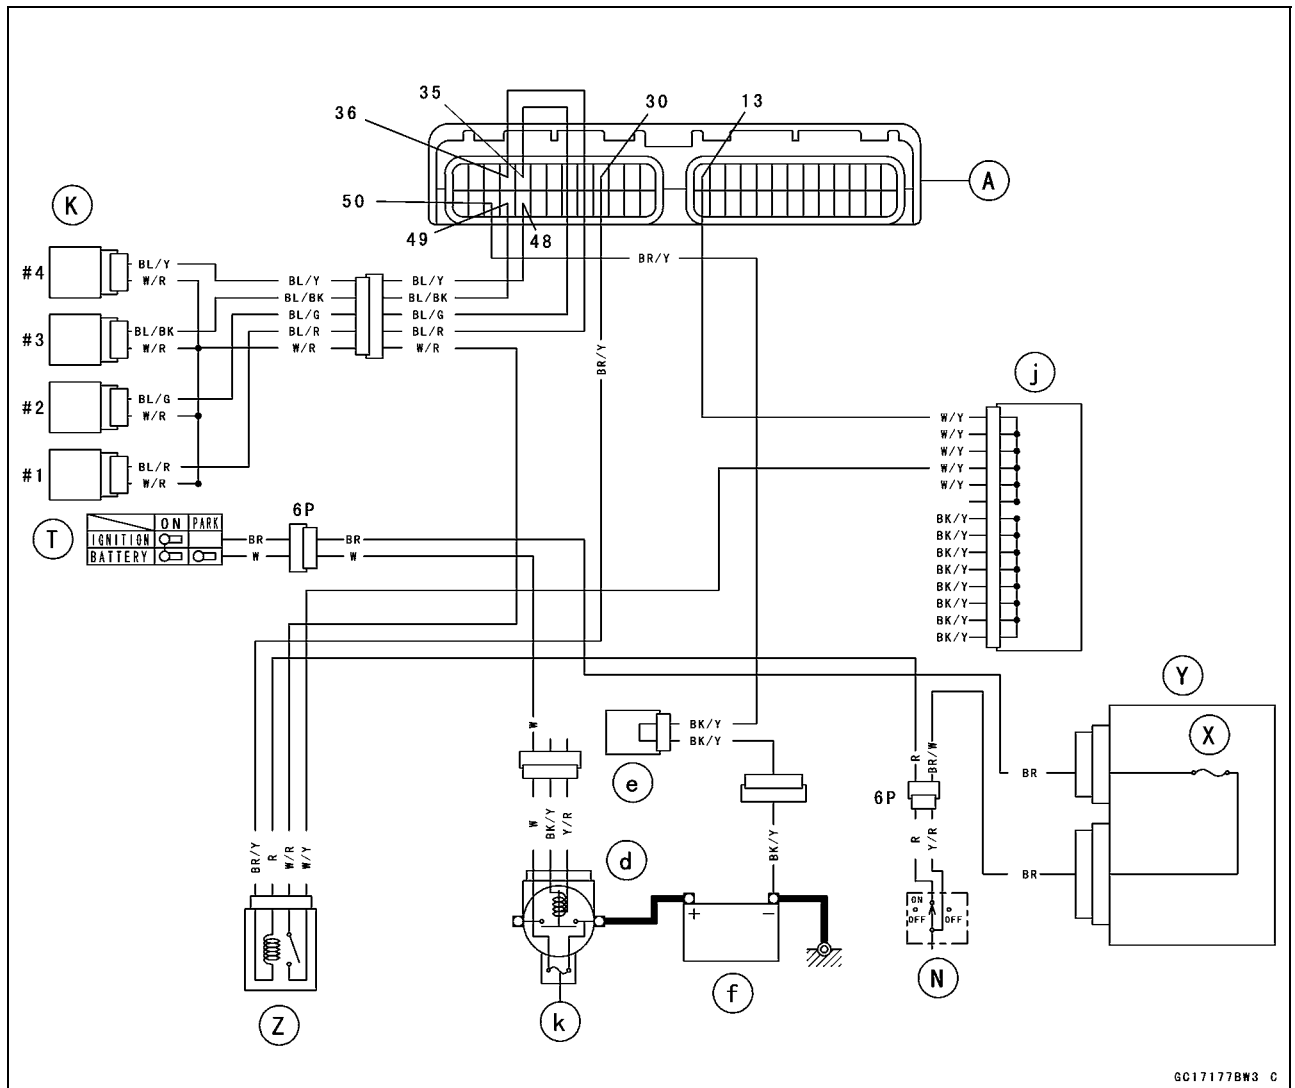 35
36
30
13
A
K
50
49
48
BR/Y
#4
BL/Y
W/R
BL/Y
BL/Y
BL/BK
BL/BK
#3
BL/BK
W/R
BL/G
BL/G
BL/R
BL/R
W/R
W/R
BR/Y
j
#2
BL/G
W/R
#1
BL/R
W/R
W/Y
W/Y
W/Y
W/Y
W/Y
BK/Y
BK/Y
BK/Y
BK/Y
BK/Y
BK/Y
BK/Y
BK/Y
T
ON PARK
IGNITION
BATTERY
BR
W
6P
BR
W
Y
X
W
BK/Y
BK/Y
e
R
BR/W
BR
6P
BR/Y
R
W/R
W/Y
W
BK/Y
Y/R
d
BK/Y
R
Y/R
BR
+
−
ON
OFF
OFF
Z
k
f
N
GC17177BW3 C